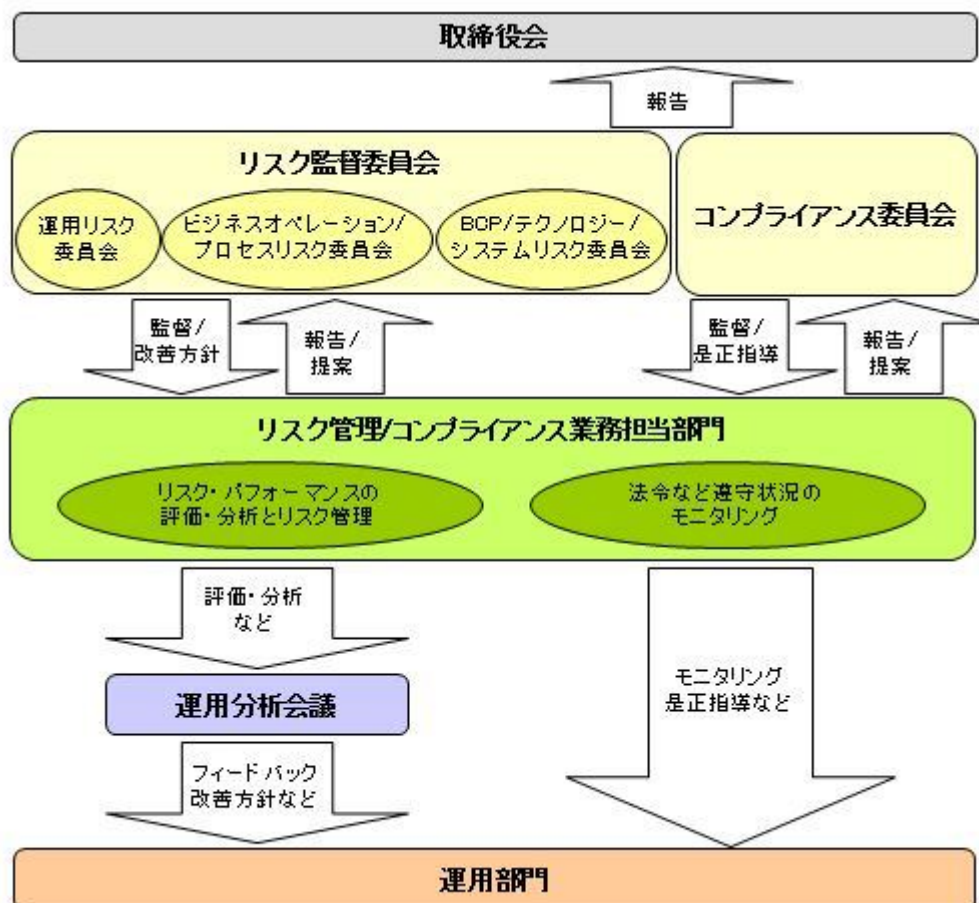 取締役会
報告
リスク監督委員会
運用リスク
委員会
ビジネスオペレーション/
プロセスリスク委員会
BCP/テクノロジー/
システムリスク委員会
コンプライアンス委員会
監督/
改善方針
報告/
提案
監督/
是正指導
報告/
提案
リスク管理/コンプライアンス業務担当部門
リスク・パフォーマンスの
評価・分析とリスク管理
法令など遵守状況の
モニタリング
評価・分析
など
運用分析会議
モニタリング
是正指導など
フィードバック
改善方針など
運用部門